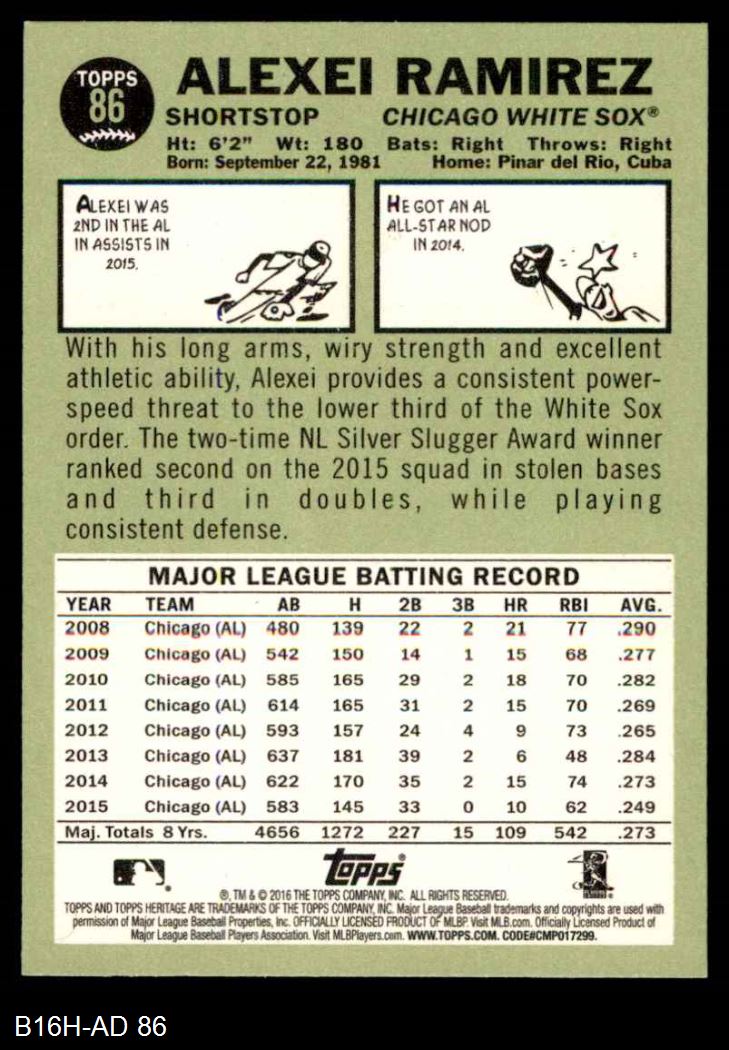 TOPPS
86
ALEXEI RAMIREZ
SHORTSTOP CHICAGO WHITE SOX®
Ht: 6'2" Wt: 180 Bats: Right Throws: Right
Born: September 22, 1981 Home: Pinar del Rio, Cuba
ALEXEI WAS
2ND IN THE AL
IN ASSISTS IN
2015.
HE GOT AN AL
ALL-STAR NOD
IN 2014.
With his long arms, wiry strength and excellent
athletic ability, Alexei provides a consistent power-
speed threat to the lower third of the White Sox
order. The two-time NL Silver Slugger Award winner
ranked second on the 2015 squad in stolen bases
and third in doubles, while playing
consistent defense.
MAJOR LEAGUE BATTING RECORD
YEAR TEAM AB H 2B 3B HR RBI AVG.
2008 Chicago (AL) 480 139 22 2 21 77 .290
2009 Chicago (AL) 542 150 14 1 15 68 .277
2010 Chicago (AL) 585 165 29 2 18 70 .282
2011 Chicago (AL) 614 165 31 2 15 70 .269
2012 Chicago (AL) 593 157 24 4 9 73 .265
2013 Chicago (AL) 637 181 39 2 6 48 .284
2014 Chicago (AL) 622 170 35 2 15 74 .273
2015 Chicago (AL) 583 145 33 0 10 62 .249
Maj. Totals 8 Yrs. 4656 1272 227 15 109 542 .273
Topps®
®, TM & © 2016 THE TOPPS COMPANY, INC. ALL RIGHTS RESERVED.
TOPPS AND TOPPS HERITAGE ARE TRADEMARKS OF THE TOPPS COMPANY, INC. Major League Baseball trademarks and copyrights are used with
permission of Major League Baseball Properties, Inc. OFFICIALLY LICENSED PRODUCT OF MLBP. Visit MLB.com. Officially Licensed Product of
Major League Baseball Players Association. Visit MLBPlayers.com. WWW.TOPPS.COM. CODE#CMP017299.
B16H-AD 86